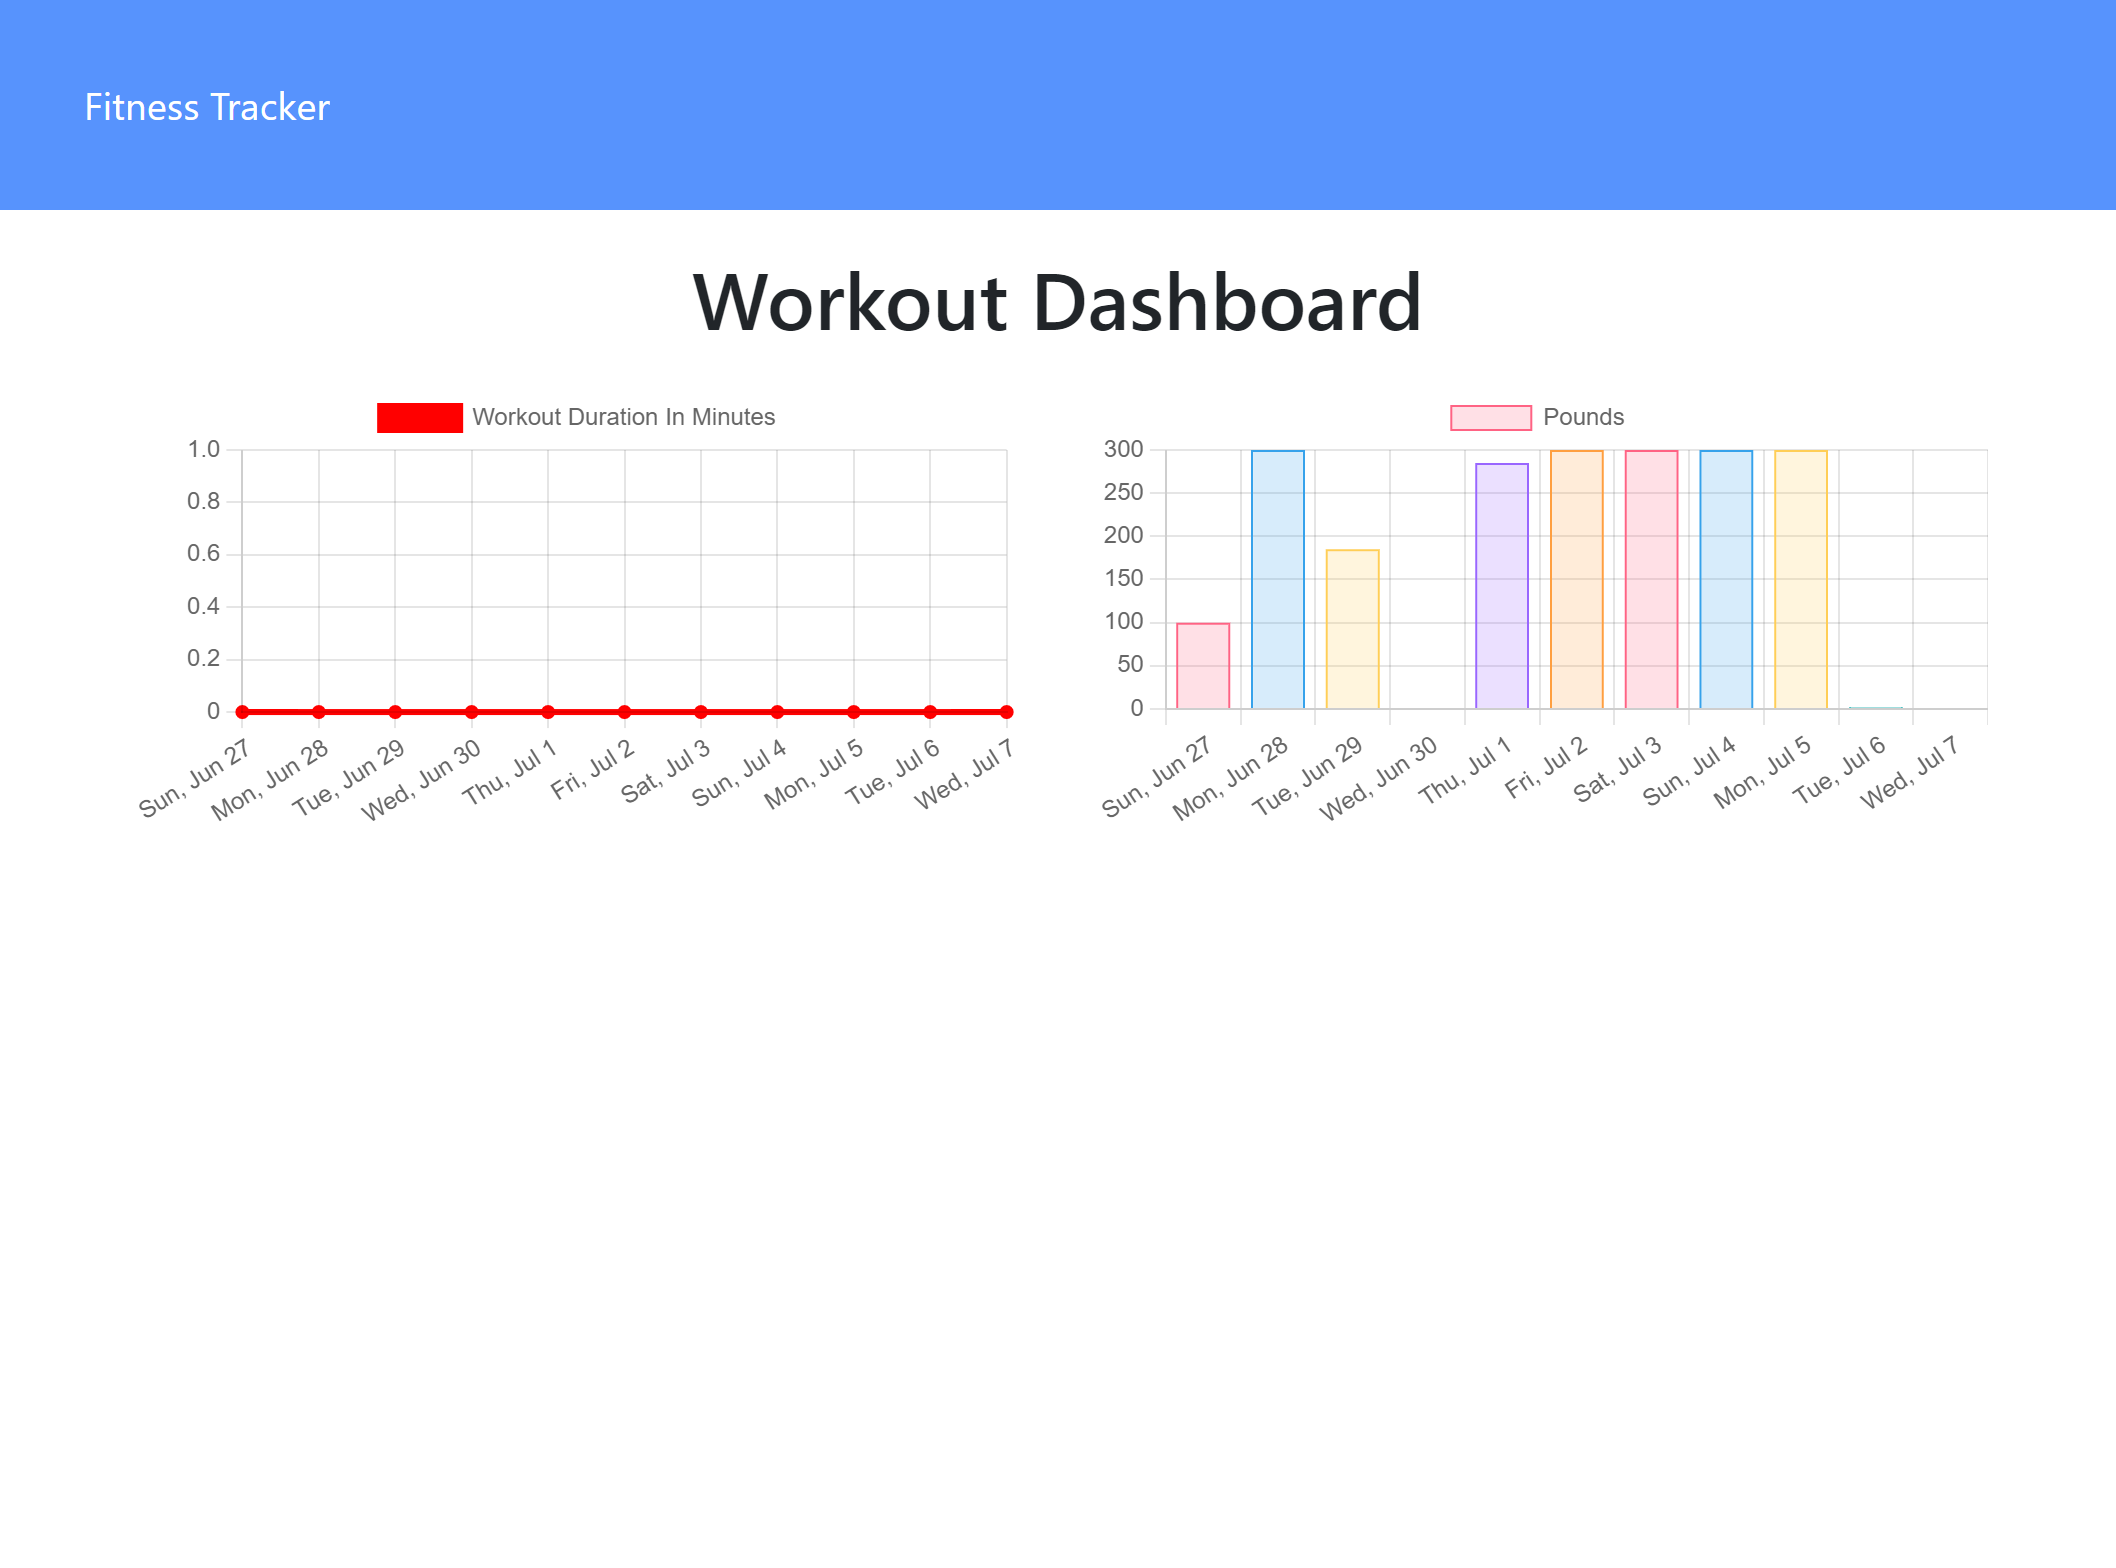 Fitness Tracker
Workout Dashboard
Workout Duration In Minutes
1.0
0.8
0.6
0.4
0.2
0
Sun, Jun 27
Mon, Jun 28
Tue, Jun 29
Wed, Jun 30
Thu, Jul 1
Fri, Jul 2
Sat, Jul 3
Sun, Jul 4
Mon, Jul 5
Tue, Jul 6
Wed, Jul 7
Pounds
300
250
200
150
100
50
0
Sun, Jun 27
Mon, Jun 28
Tue, Jun 29
Wed, Jun 30
Thu, Jul 1
Fri, Jul 2
Sat, Jul 3
Sun, Jul 4
Mon, Jul 5
Tue, Jul 6
Wed, Jul 7